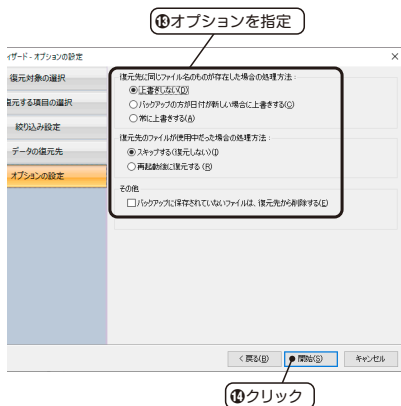 ⓭オプションを指定
ィザード - オプションの設定
復元対象の選択
復元する項目の選択
絞り込み設定
データの復元先
オプションの設定
復元先に同じファイル名のものが存在した場合の処理方法:
上書きしない(D)
バックアップの方が日付が新しい場合に上書きする(C)
常に上書きする(A)
復元先のファイルが使用中だった場合の処理方法:
スキップする(復元しない)(I)
再起動後に復元する (R)
その他
バックアップに保存されていないファイルは、復元先から削除する(E)
< 戻る(B)
開始(S)
キャンセル
⓮クリック